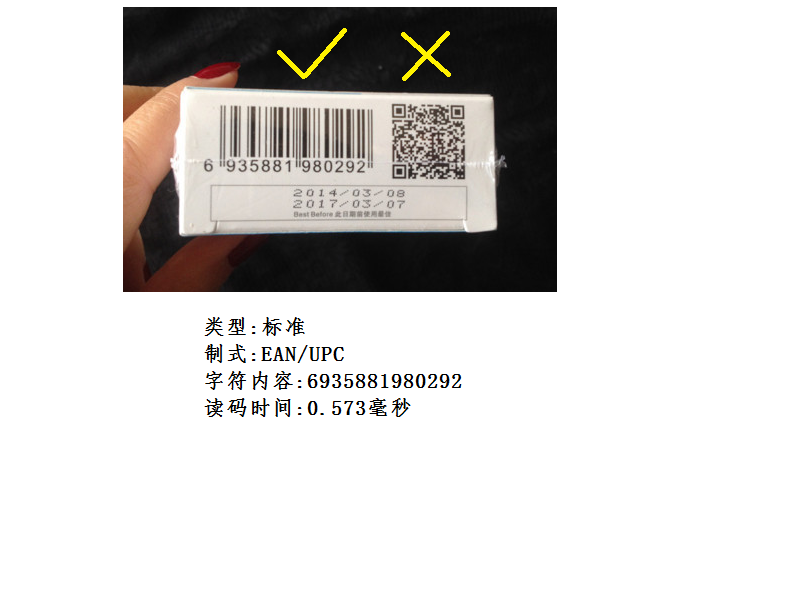 6 935881 980292
2014/03/08
2017/03/07
Best Before 此日期前使用最佳
类型:标准
制式:EAN/UPC
字符内容:6935881980292
读码时间:0.573毫秒